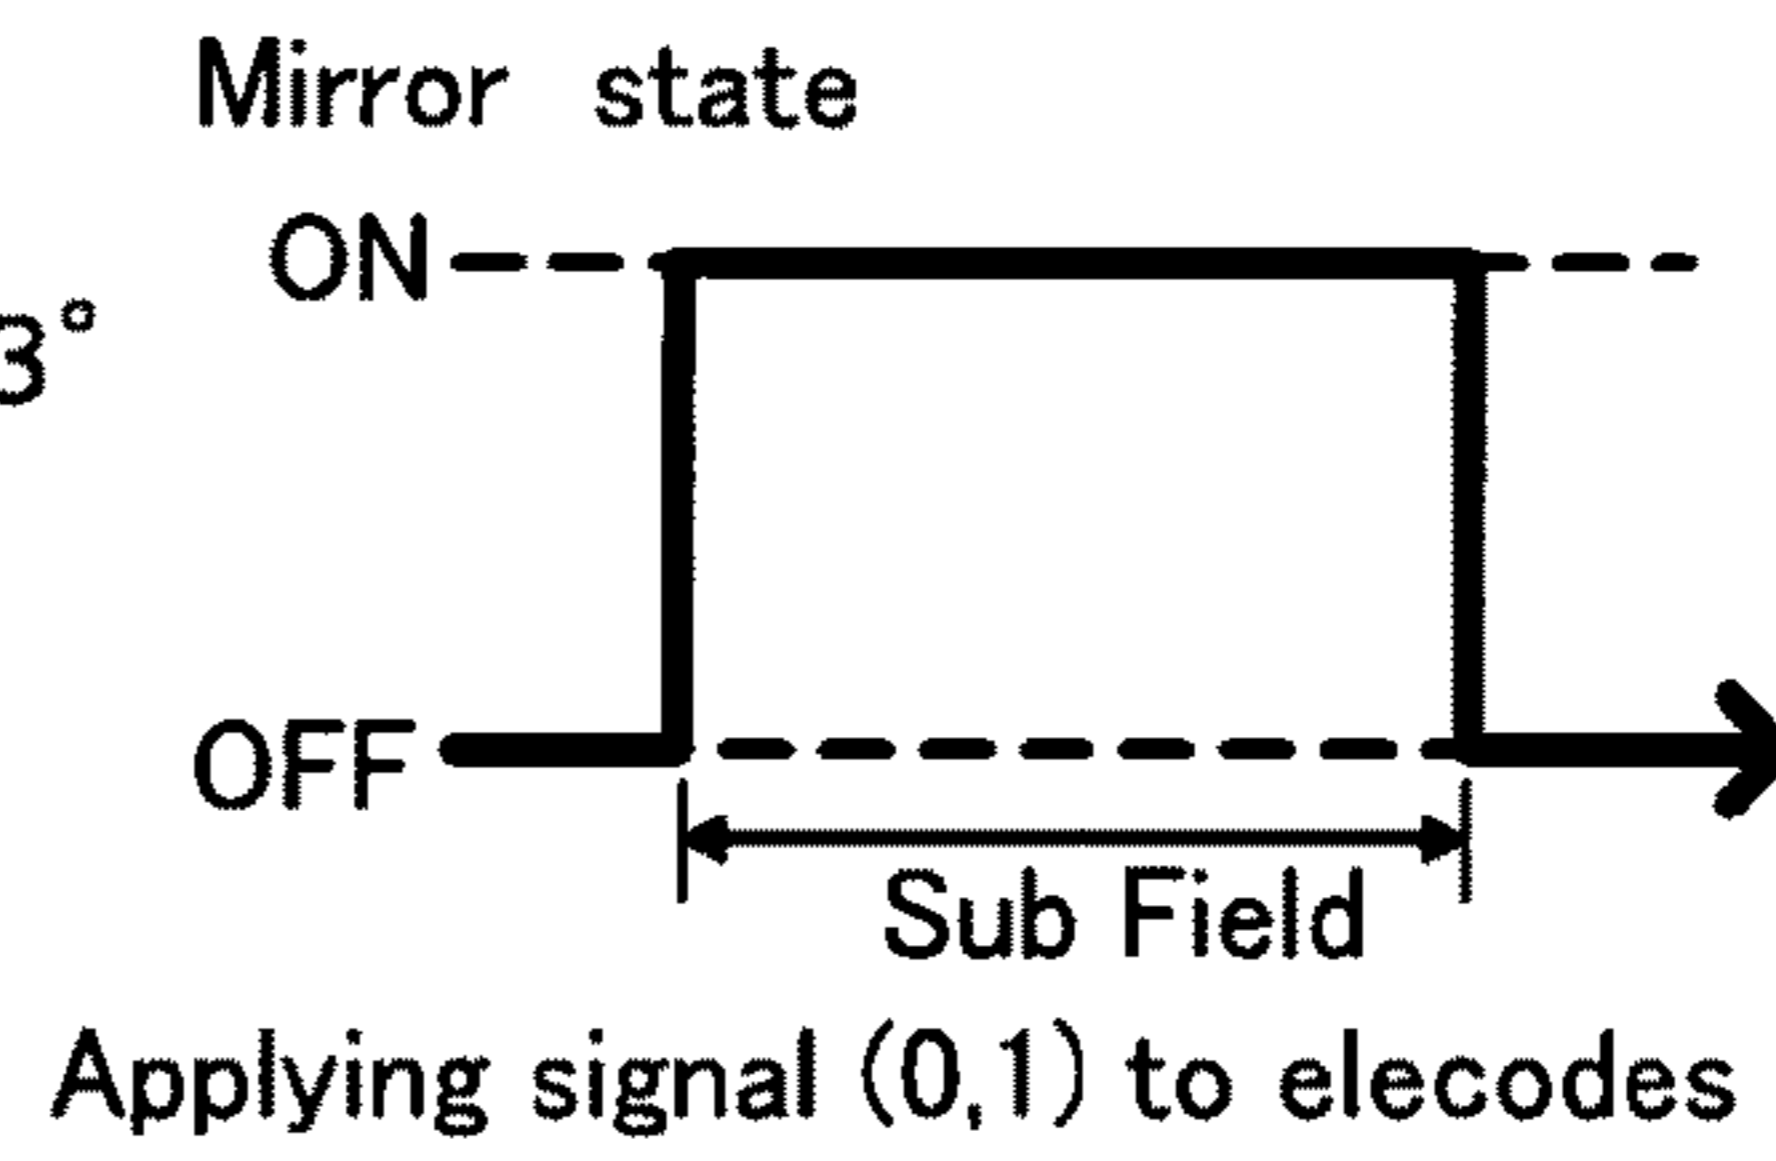 Mirror state
ON
3°
OFF
Sub Field
Applying signal (0,1) to elecodes